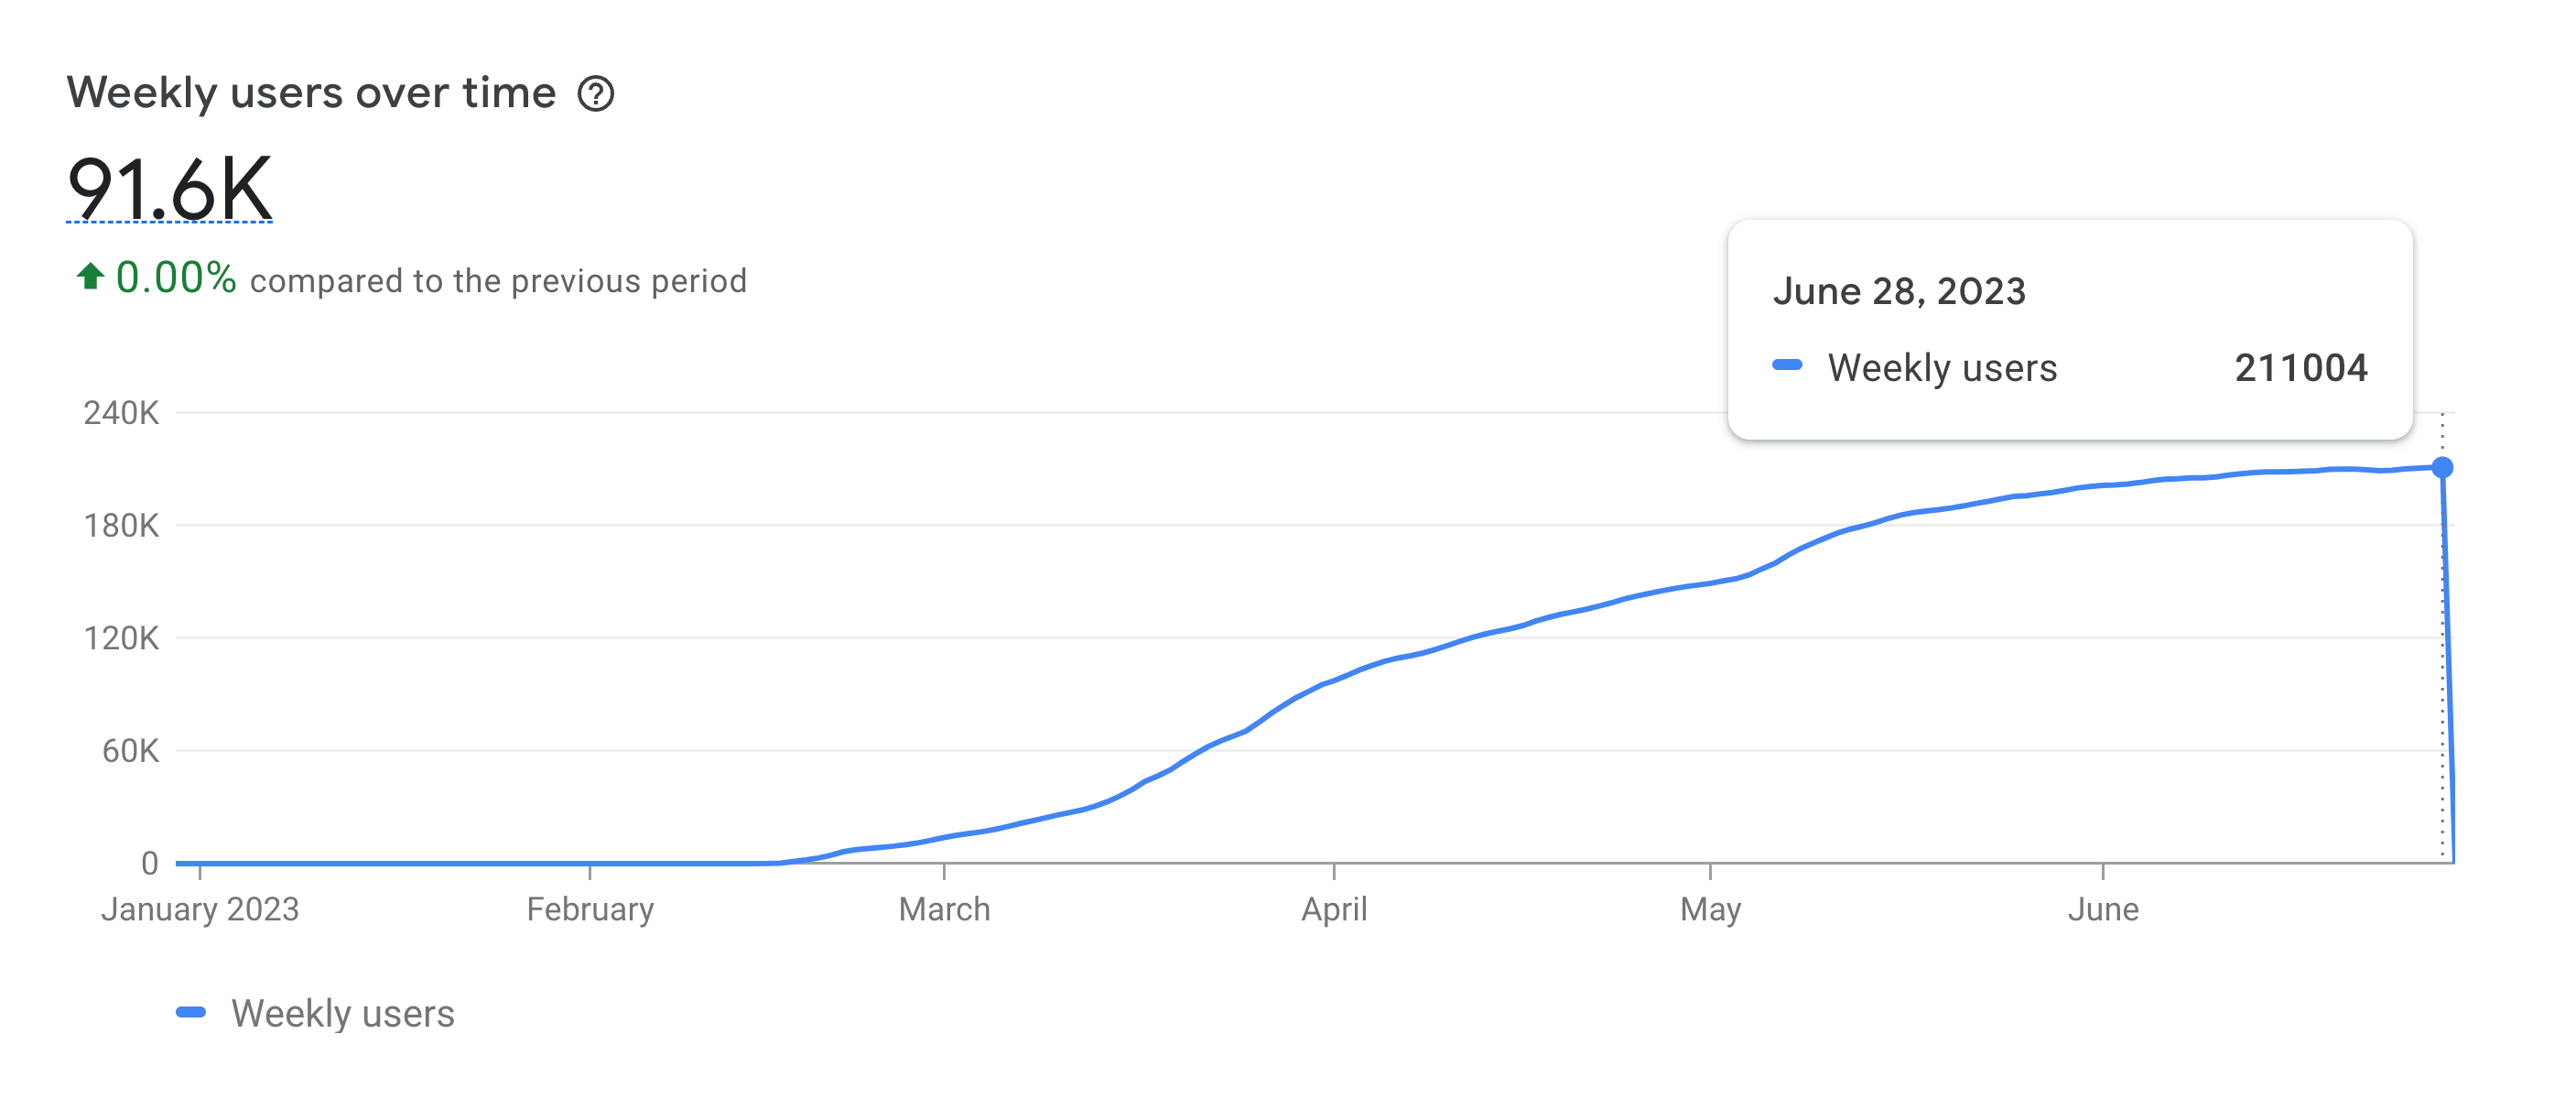 Weekly users over time
91.6K
0.00% compared to the previous period
June 28, 2023
Weekly users 211004
240K
180K
120K
60K
0
January 2023 February March April May June
Weekly users